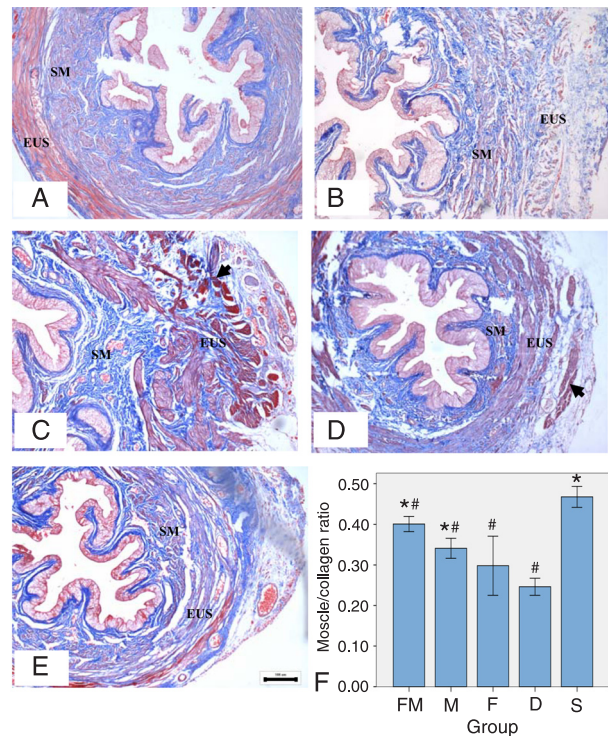 SM
EUS
A
SM
EUS
B
SM
EUS
C
SM
EUS
D
SM
EUS
E
F
Moscle/collagen ratio
0.50
0.40
0.30
0.20
0.10
0.00
*#
*#
#
#
*
FM M F D S
Group